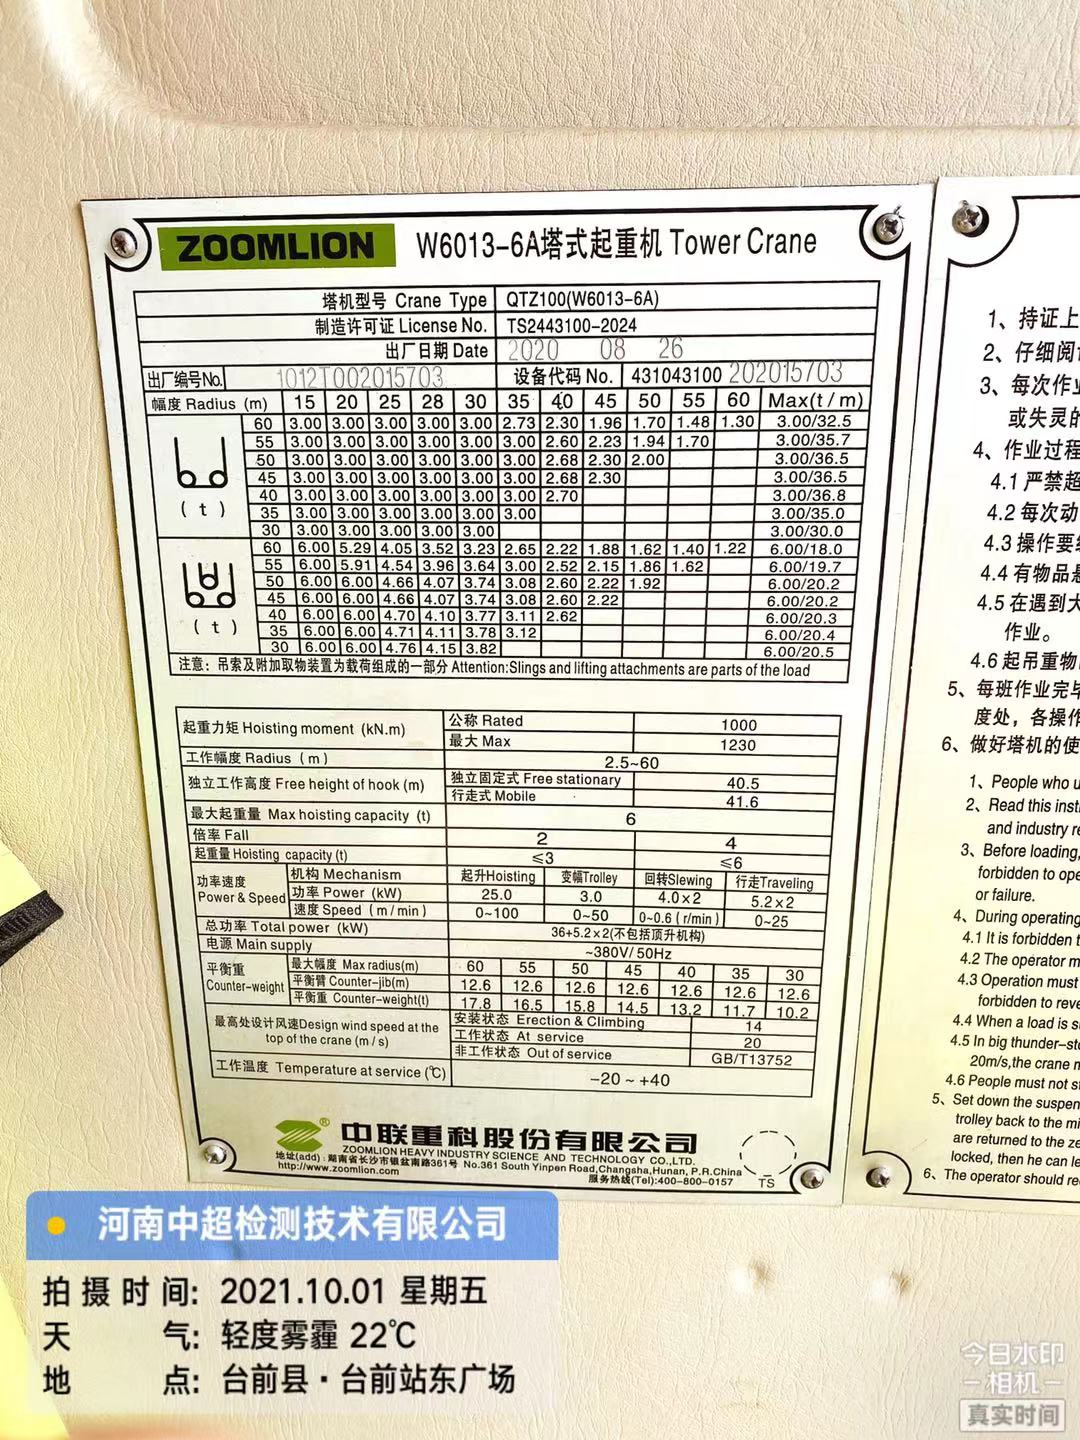 ZOOMLION W6013-6A塔式起重机 Tower Crane
塔机型号 Crane Type QTZ100(W6013-6A)
制造许可证 License No. TS2443100-2024
出厂日期 Date 2020 08 26
出厂编号No. 1012T002015703 设备代码 No. 431043100 202015703
幅度 Radius (m) 15 20 25 28 30 35 40 45 50 55 60 Max(t/m)
60 3.00 3.00 3.00 3.00 3.00 2.73 2.30 1.96 1.70 1.48 1.30 3.00/32.5
55 3.00 3.00 3.00 3.00 3.00 3.00 2.60 2.23 1.94 1.70 3.00/35.7
50 3.00 3.00 3.00 3.00 3.00 3.00 2.68 2.30 2.00 3.00/36.5
45 3.00 3.00 3.00 3.00 3.00 3.00 2.68 2.30 3.00/36.5
40 3.00 3.00 3.00 3.00 3.00 3.00 2.70 3.00/36.8
35 3.00 3.00 3.00 3.00 3.00 3.00 3.00/35.0
30 3.00 3.00 3.00 3.00 3.00 3.00/30.0
(t)
60 6.00 5.29 4.05 3.52 3.23 2.65 2.22 1.88 1.62 1.40 1.22 6.00/18.0
55 6.00 5.91 4.54 3.96 3.64 3.00 2.52 2.15 1.86 1.62 6.00/19.7
50 6.00 6.00 4.66 4.07 3.74 3.08 2.60 2.22 1.92 6.00/20.2
45 6.00 6.00 4.66 4.07 3.74 3.08 2.60 2.22 6.00/20.2
40 6.00 6.00 4.70 4.10 3.77 3.11 2.62 6.00/20.3
35 6.00 6.00 4.71 4.11 3.78 3.12 6.00/20.4
30 6.00 6.00 4.76 4.15 3.82 6.00/20.5
(t)
注意：吊索及附加取物装置为载荷组成的一部分 Attention:Slings and lifting attachments are parts of the load
起重力矩 Hoisting moment (kN.m) 公称 Rated 1000
最大 Max 1230
工作幅度 Radius (m) 2.5~60
独立工作高度 Free height of hook (m) 独立固定式 Free stationary 40.5
行走式 Mobile 41.6
最大起重量 Max hoisting capacity (t) 6
倍率 Fall 2 4
起重量 Hoisting capacity (t) ≤3 ≤6
功率速度 Power & Speed 机构 Mechanism 起升Hoisting 变幅Trolley 回转Slewing 行走Traveling
功率 Power (kW) 25.0 3.0 4.0×2 5.2×2
速度 Speed (m/min) 0~100 0~50 0~0.6 (r/min) 0~25
总功率 Total power (kW) 36+5.2×2(不包括顶升机构)
电源 Main supply ~380V/ 50Hz
平衡重 Counter-weight 最大幅度 Max radius(m) 60 55 50 45 40 35 30
平衡臂 Counter-jib(m) 12.6 12.6 12.6 12.6 12.6 12.6 12.6
平衡重 Counter-weight(t) 17.8 16.5 15.8 14.5 13.2 11.7 10.2
最高处设计风速Design wind speed at the top of the crane (m/s) 安装状态 Erection & Climbing 14
工作状态 At service 20
非工作状态 Out of service GB/T13752
工作温度 Temperature at service (℃) -20 ~ +40
® 中联重科股份有限公司
ZOOMLION HEAVY INDUSTRY SCIENCE AND TECHNOLOGY CO.,LTD.
地址(add)：湖南省长沙市银盆南路361号 No.361 South Yinpen Road,Changsha,Hunan, P.R.China
http://www.zoomlion.com 服务热线(Tel):400-800-0157
TS
1、持证上
2、仔细阅
3、每次作
或失灵的
4、作业过程
4.1 严禁超
4.2 每次动
4.3 操作要
4.4 有物品
4.5 在遇到大
作业。
4.6 起吊重物
5、每班作业完
度处，各操作
6、做好塔机的使
1、People who
2、Read this inst
and industry re
3、Before loading,
forbidden to ope
or failure.
4、During operating
4.1 It is forbidden t
4.2 The operator m
4.3 Operation must
forbidden to reve
4.4 When a load is s
4.5 In big thunder-sto
20m/s,the crane m
4.6 People must not st
5、Set down the suspen
trolley back to the mi
are returned to the ze
locked, then he can le
6、The operator should re
河南中超检测技术有限公司
拍摄时间: 2021.10.01 星期五
天气: 轻度雾霾 22℃
地点: 台前县·台前站东广场
今日水印
相机
真实时间